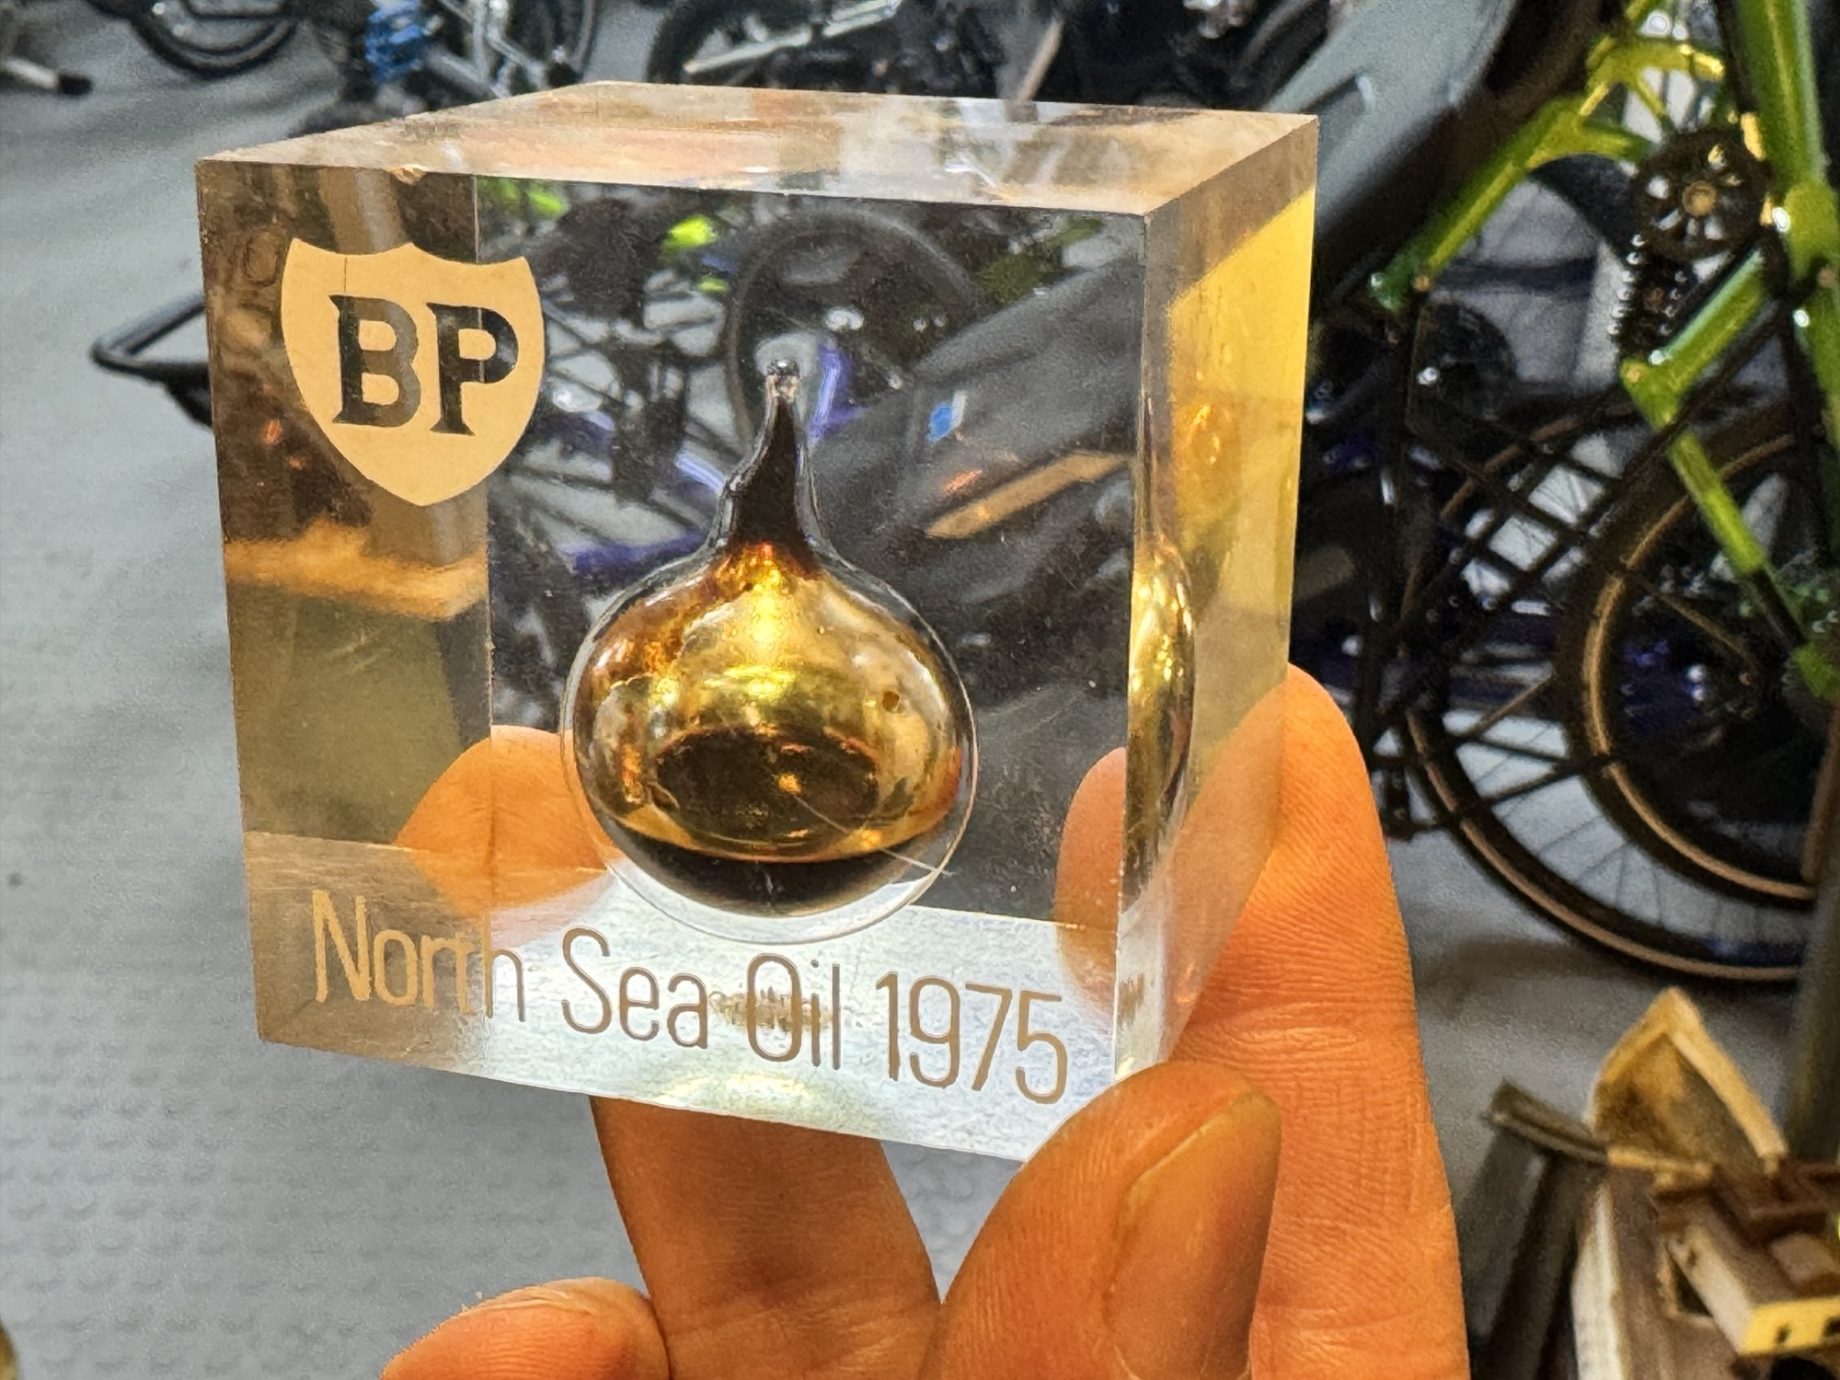 BP
North Sea Oil 1975